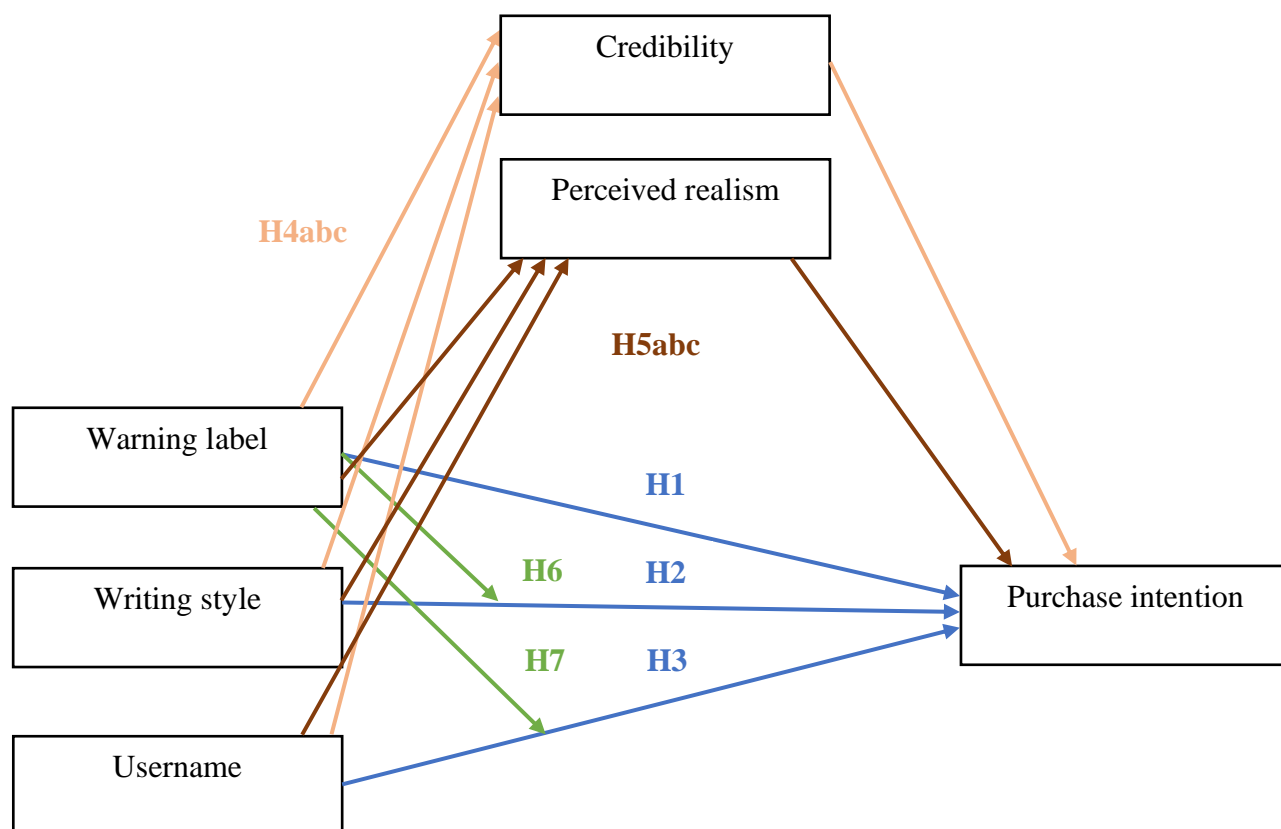 Credibility
Perceived realism
H4abc
H5abc
Warning label
H1
H6
H2
Writing style
Purchase intention
H7
H3
Username